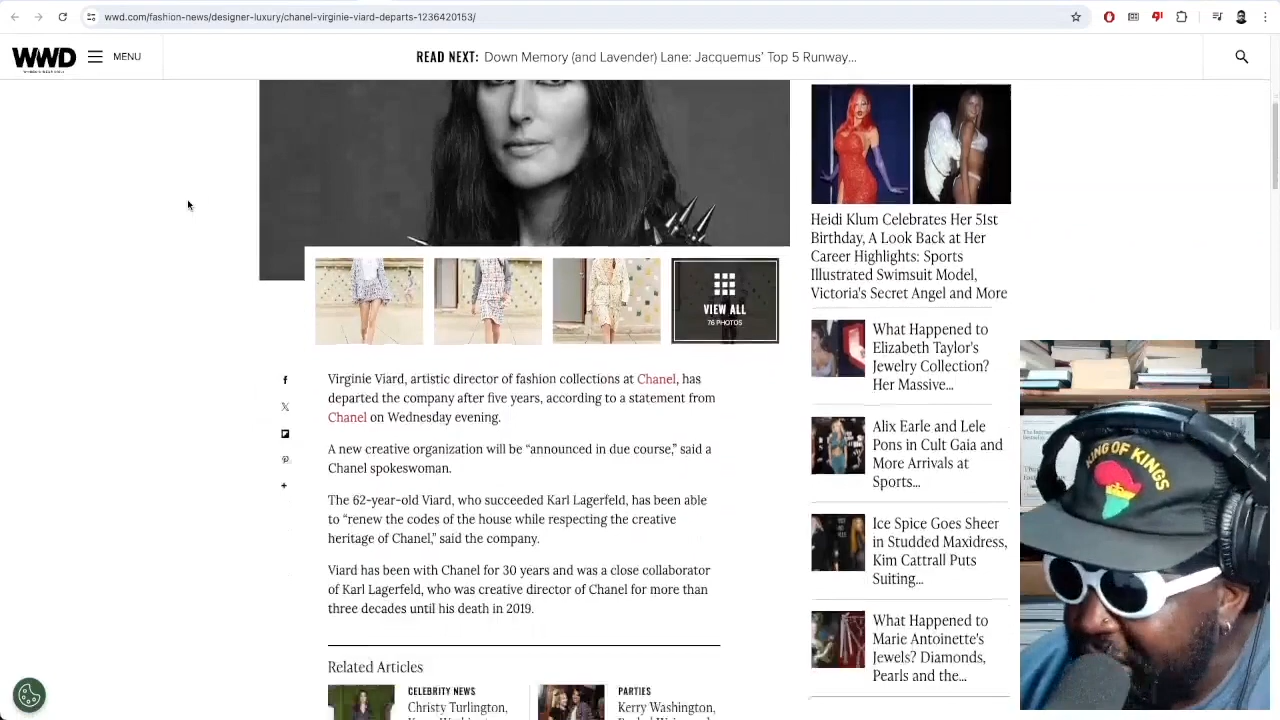 wwd.com/fashion-news/designer-luxury/chanel-virginie-viard-departs-1236420153/
WWD
MENU
READ NEXT: Down Memory (and Lavender) Lane: Jacquemus' Top 5 Runway...
VIEW ALL
76 PHOTOS
Virginie Viard, artistic director of fashion collections at Chanel, has
departed the company after five years, according to a statement from
Chanel on Wednesday evening.
A new creative organization will be “announced in due course,” said a
Chanel spokeswoman.
The 62-year-old Viard, who succeeded Karl Lagerfeld, has been able
to “renew the codes of the house while respecting the creative
heritage of Chanel,” said the company.
Viard has been with Chanel for 30 years and was a close collaborator
of Karl Lagerfeld, who was creative director of Chanel for more than
three decades until his death in 2019.
Related Articles
CELEBRITY NEWS
Christy Turlington,
PARTIES
Kerry Washington,
Heidi Klum Celebrates Her 51st
Birthday, A Look Back at Her
Career Highlights: Sports
Illustrated Swimsuit Model,
Victoria's Secret Angel and More
What Happened to
Elizabeth Taylor's
Jewelry Collection?
Her Massive...
Alix Earle and Lele
Pons in Cult Gaia and
More Arrivals at
Sports...
Ice Spice Goes Sheer
in Studded Maxidress,
Kim Cattrall Puts
Suiting...
What Happened to
Marie Antoinette's
Jewels? Diamonds,
Pearls and the...
KING OF KINGS